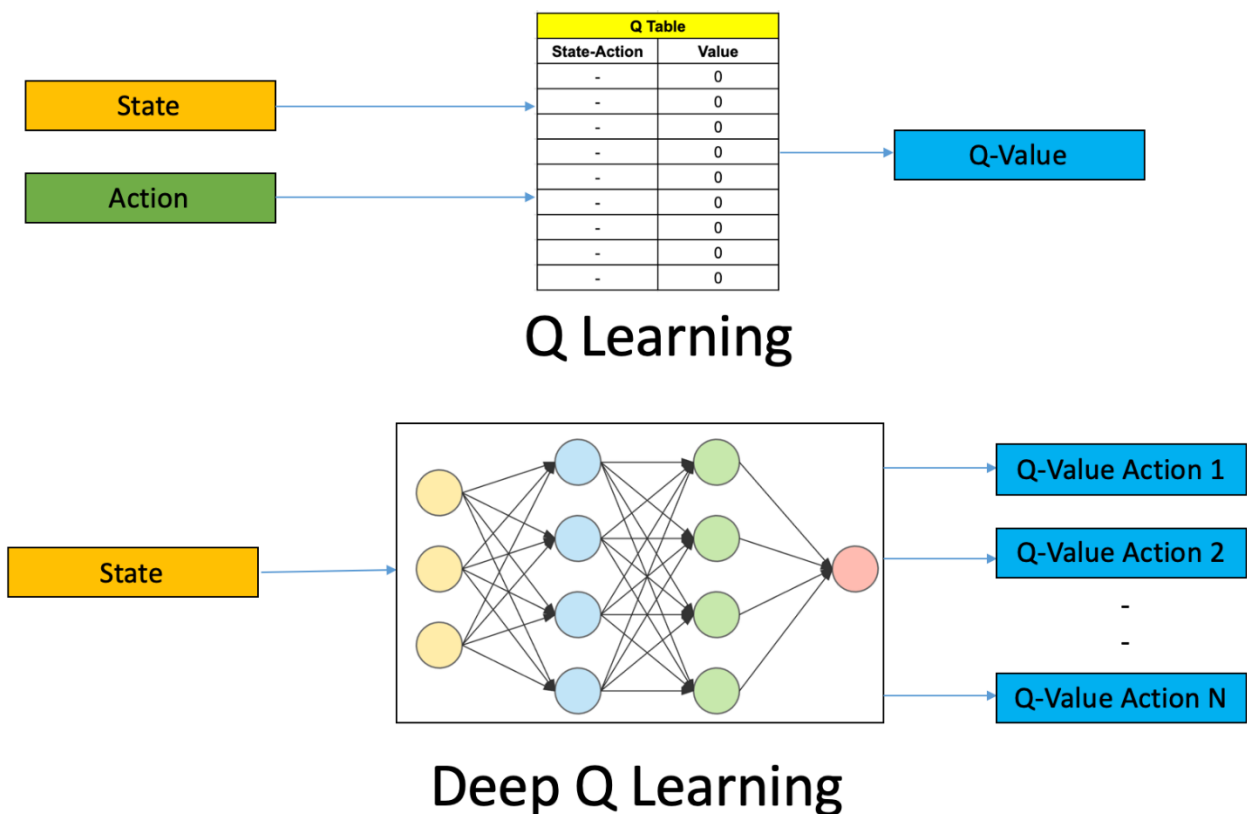 Q Table
State-Action Value
- 0
- 0
- 0
- 0
- 0
- 0
- 0
- 0
- 0
State
Action
Q-Value
Q Learning
State
Q-Value Action 1
Q-Value Action 2
-
-
Q-Value Action N
Deep Q Learning